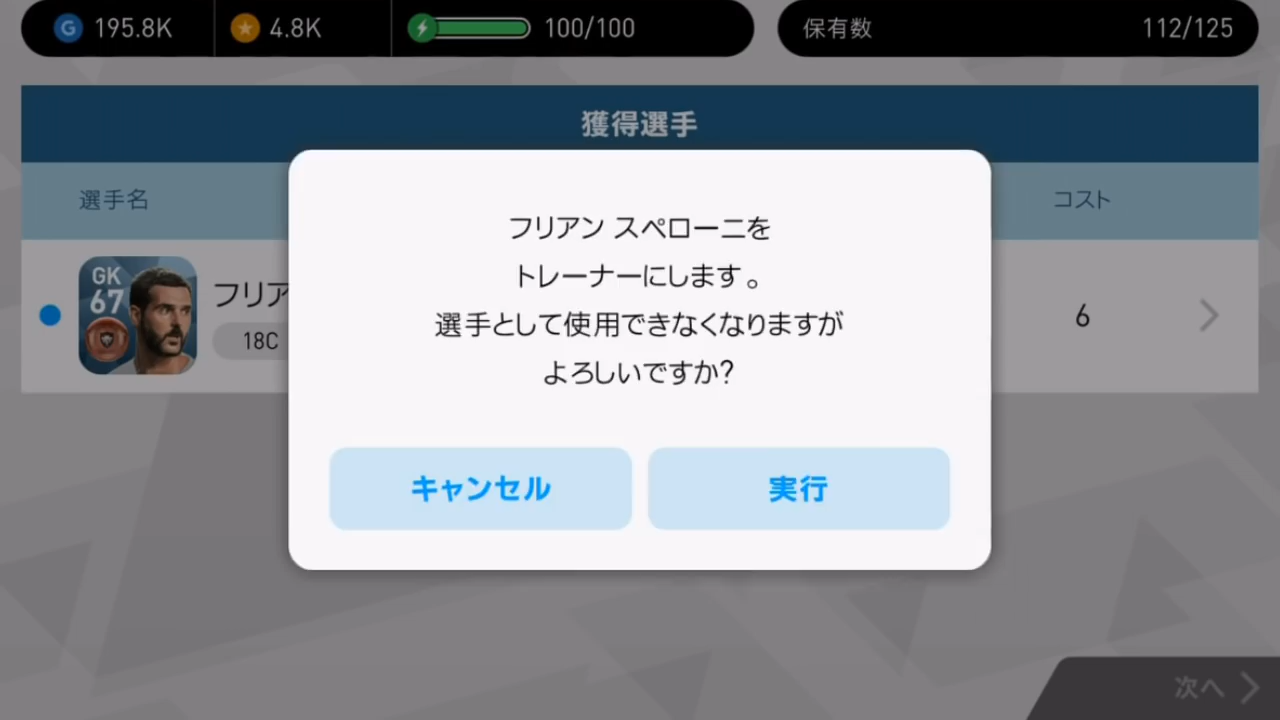 195.8K 4.8K 100/100 保有数 112/125
獲得選手
選手名 コスト
GK
67
フリア
18C
6
フリアン スペローニを
トレーナーにします。
選手として使用できなくなりますが
よろしいですか?
キャンセル 実行
次へ